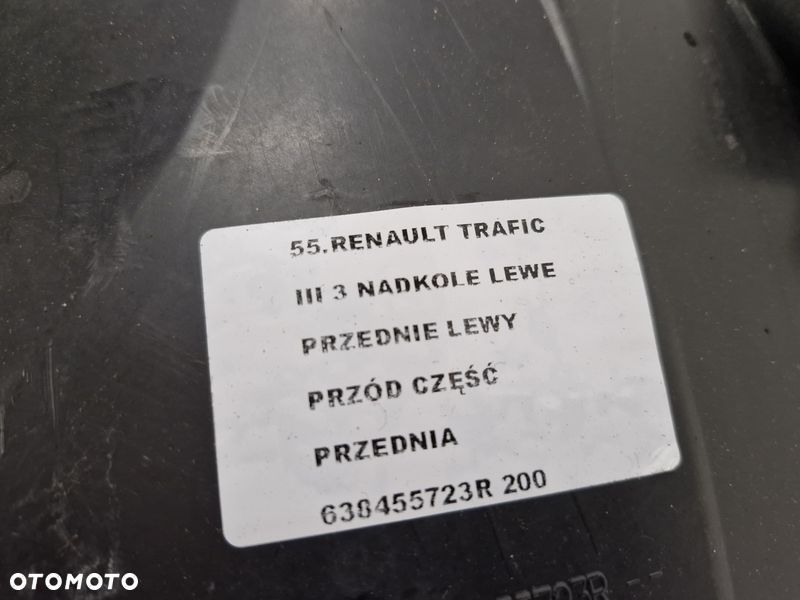 55.RENAULT TRAFIC
III 3 NADKOLE LEWE
PRZEDNIE LEWY
PRZÓD CZĘŚĆ
PRZEDNIA
638455723R 200
OTOMOTO